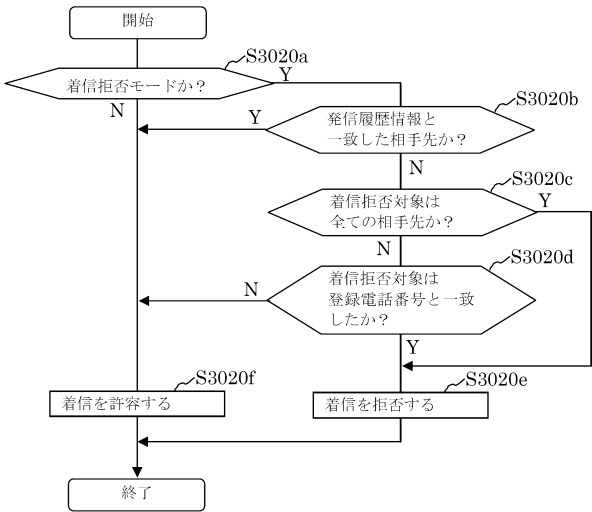 開始
S3020a
着信拒否モードか？
Y
N
S3020b
発信履歴情報と
一致した相手先か？
Y
N
S3020c
着信拒否対象は
全ての相手先か？
Y
N
S3020d
着信拒否対象は
登録電話番号と一致
したか？
N
Y
S3020f
着信を許容する
S3020e
着信を拒否する
終了